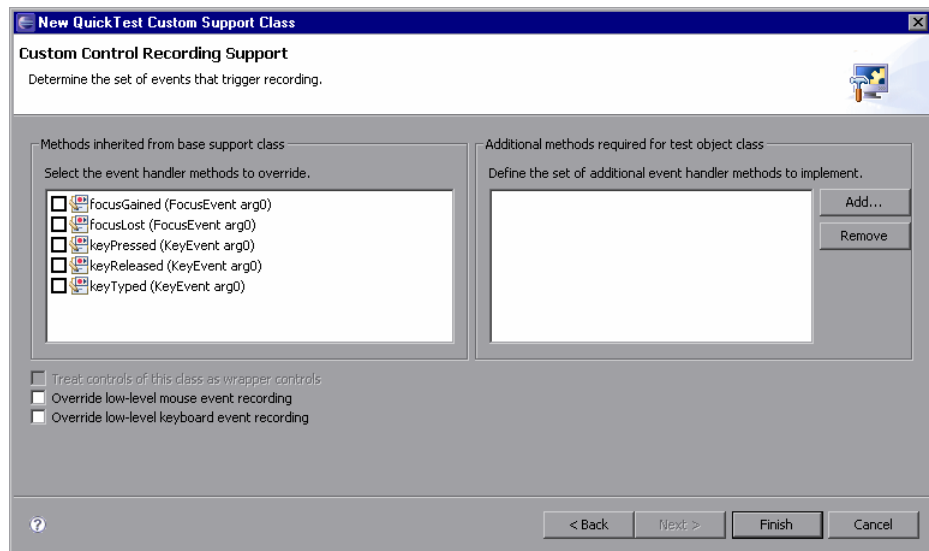 New QuickTest Custom Support Class
Custom Control Recording Support
Determine the set of events that trigger recording.
Methods inherited from base support class
Select the event handler methods to override.
focusGained (FocusEvent arg0)
focusLost (FocusEvent arg0)
keyPressed (KeyEvent arg0)
keyReleased (KeyEvent arg0)
keyTyped (KeyEvent arg0)
Additional methods required for test object class
Define the set of additional event handler methods to implement.
Add...
Remove
Treat controls of this class as wrapper controls
Override low-level mouse event recording
Override low-level keyboard event recording
?
< Back
Next >
Finish
Cancel